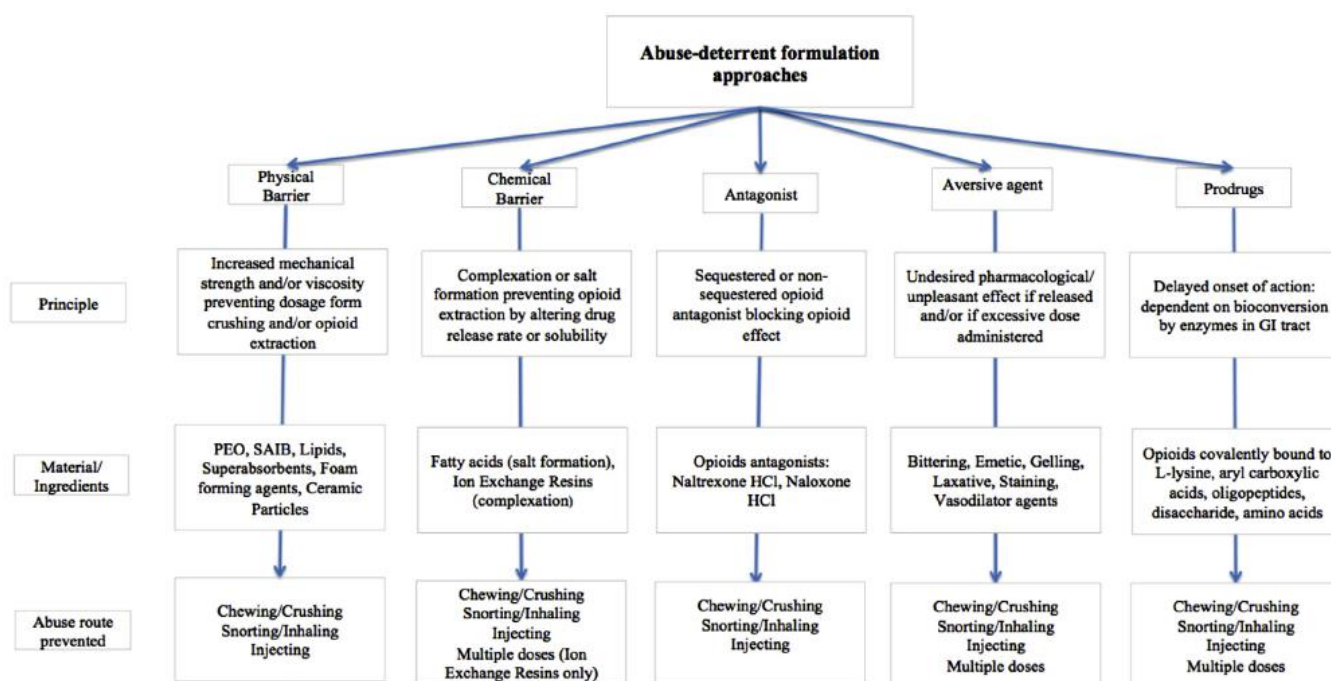 Abuse-deterrent formulation
approaches
Physical
Barrier
Chemical
Barrier
Antagonist
Aversive agent
Prodrugs
Principle
Increased mechanical
strength and/or viscosity
preventing dosage form
crushing and/or opioid
extraction
Complexation or salt
formation preventing opioid
extraction by altering drug
release rate or solubility
Sequestered or non-
sequestered opioid
antagonist blocking opioid
effect
Undesired pharmacological/
unpleasant effect if released
and/or if excessive dose
administered
Delayed onset of action:
dependent on bioconversion
by enzymes in GI tract
Material/
Ingredients
PEO, SAIB, Lipids,
Superabsorbents, Foam
forming agents, Ceramic
Particles
Fatty acids (salt formation),
Ion Exchange Resins
(complexation)
Opioids antagonists:
Naltrexone HCl, Naloxone
HCl
Bittering, Emetic, Gelling,
Laxative, Staining,
Vasodilator agents
Opioids covalently bound to
L-lysine, aryl carboxylic
acids, oligopeptides,
disaccharide, amino acids
Abuse route
prevented
Chewing/Crushing
Snorting/Inhaling
Injecting
Chewing/Crushing
Snorting/Inhaling
Injecting
Multiple doses (Ion
Exchange Resins only)
Chewing/Crushing
Snorting/Inhaling
Injecting
Chewing/Crushing
Snorting/Inhaling
Injecting
Multiple doses
Chewing/Crushing
Snorting/Inhaling
Injecting
Multiple doses